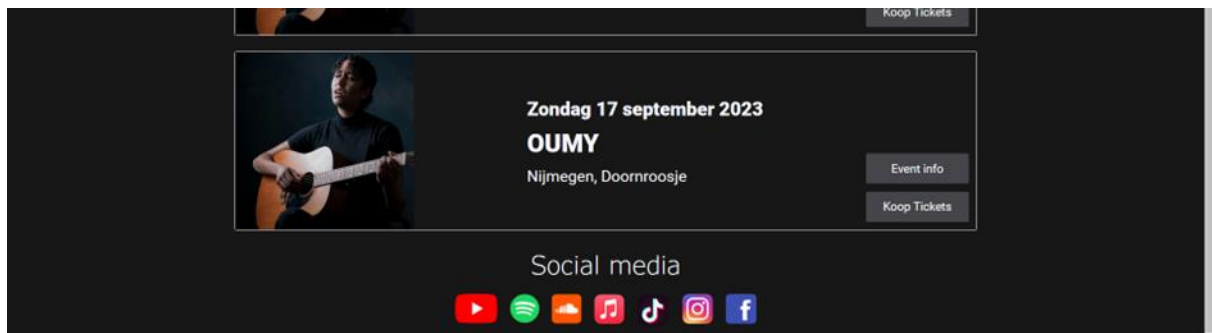 Koop Tickets
Zondag 17 september 2023
OUMY
Nijmegen, Doornroosje
Event info
Koop Tickets
Social media